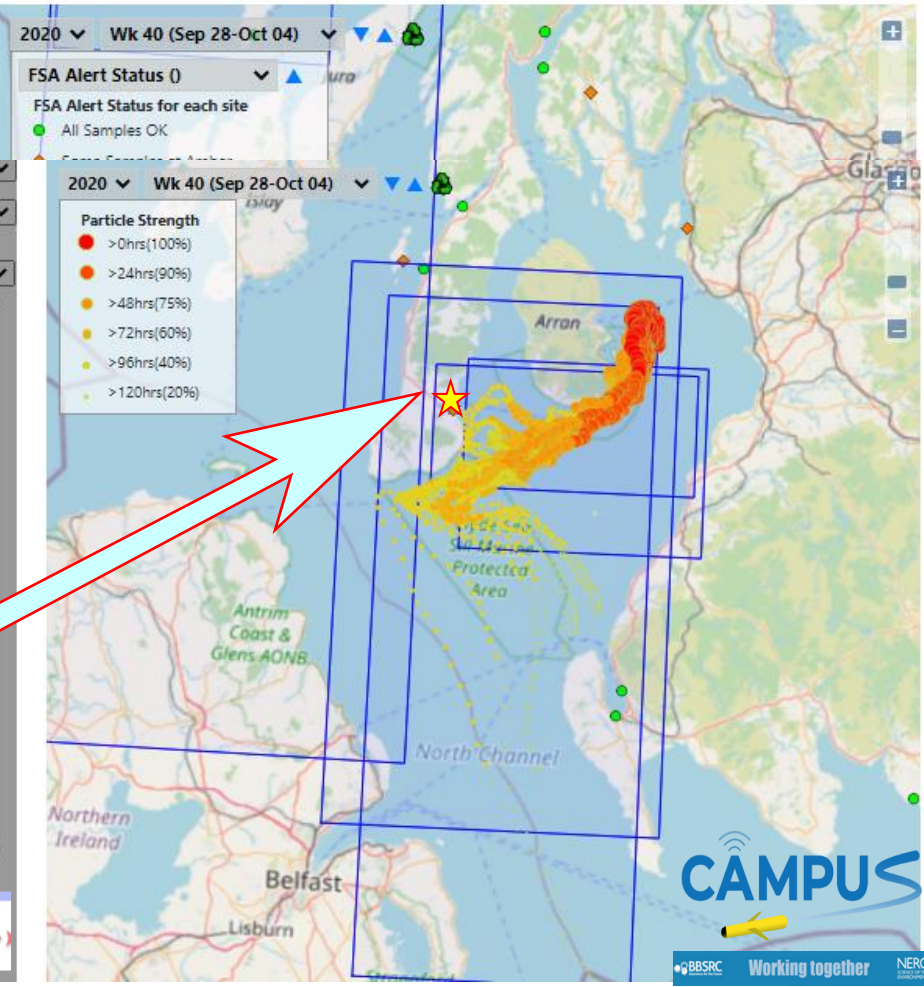 2020 Wk 40 (Sep 28-Oct 04)
FSA Alert Status ()
FSA Alert Status for each site
All Samples OK
2020 Wk 40 (Sep 28-Oct 04)
Islay
Particle Strength
>0hrs(100%)
>24hrs(90%)
>48hrs(75%)
>72hrs(60%)
>96hrs(40%)
>120hrs(20%)
Arran
Protected
Area
Antrim
Coast &
Glens AONB
North Channel
Northern
Ireland
Belfast
Lisburn
CAMPUS
BBSRC Working together NERC